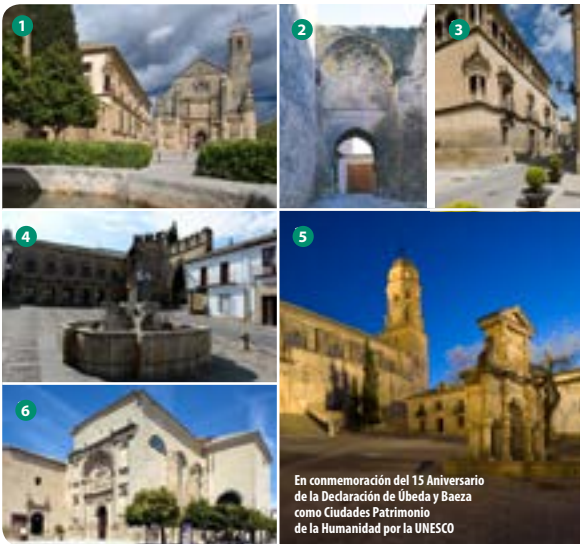 1
2
3
4
5
En conmemoración del 15 Aniversario
de la Declaración de Úbeda y Baeza
como Ciudades Patrimonio
de la Humanidad por la UNESCO
6